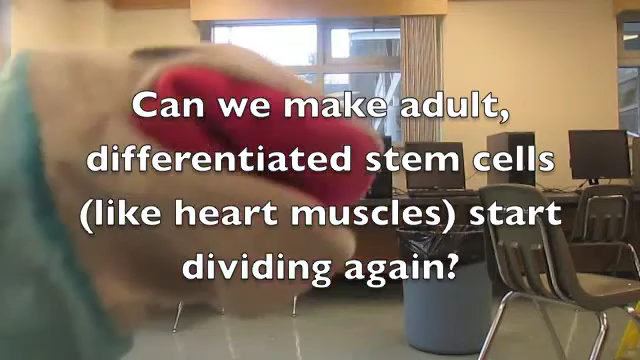 Can we make adult,
differentiated stem cells
(like heart muscles) start
dividing again?